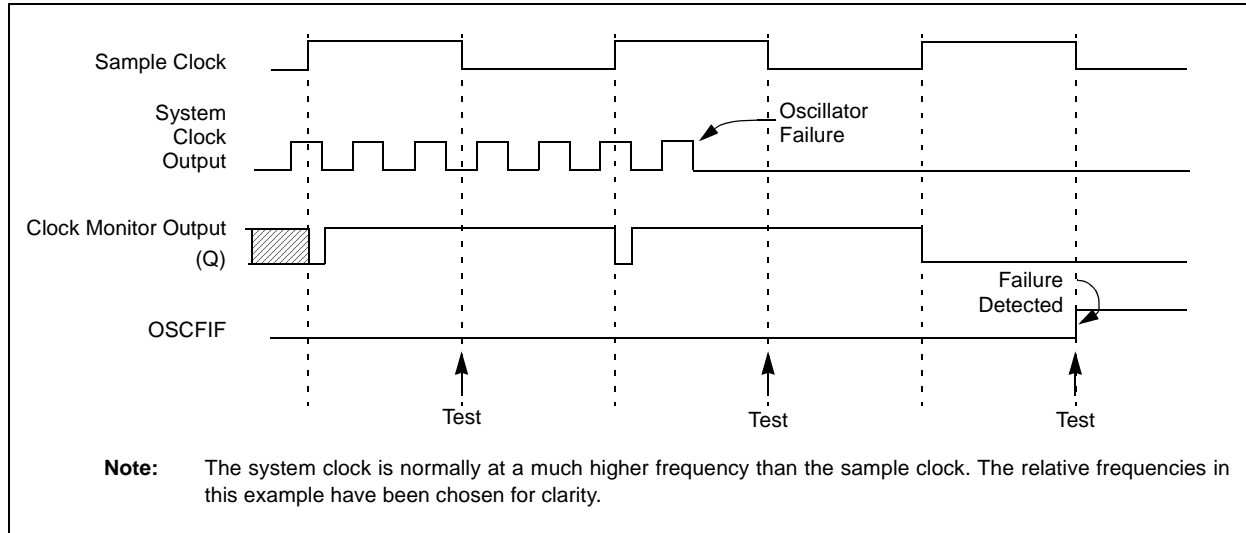 Sample Clock
System
Clock
Output
Oscillator
Failure
Clock Monitor Output
(Q)
Failure
Detected
OSCFIF
Test
Test
Test
Note: The system clock is normally at a much higher frequency than the sample clock. The relative frequencies in
this example have been chosen for clarity.